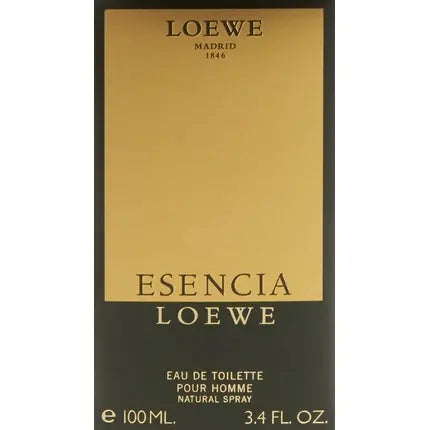 LOEWE
MADRID
1846
ESENCIA
LOEWE
EAU DE TOILETTE
POUR HOMME
NATURAL SPRAY
e 100 ML. 3.4 FL. OZ.